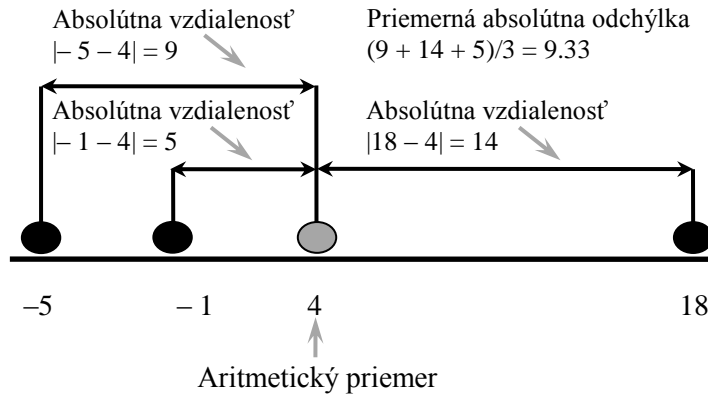 Absolútna vzdialenosť
|– 5 – 4| = 9
Priemerná absolútna odchýlka
(9 + 14 + 5)/3 = 9.33
Absolútna vzdialenosť
|– 1 – 4| = 5
Absolútna vzdialenosť
|18 – 4| = 14
–5 – 1 4 18
Aritmetický priemer